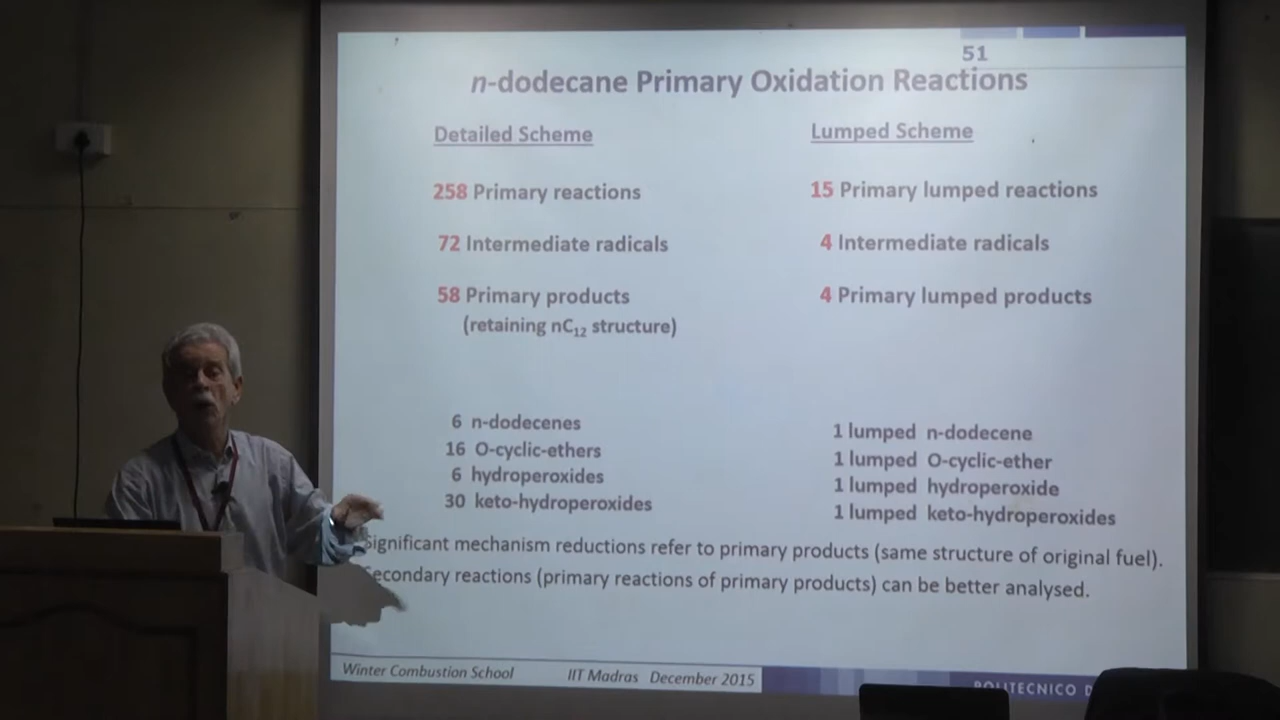 51
n-dodecane Primary Oxidation Reactions
Detailed Scheme
258 Primary reactions
72 Intermediate radicals
58 Primary products
(retaining nC12 structure)
6 n-dodecenes
16 O-cyclic-ethers
6 hydroperoxides
30 keto-hydroperoxides
Lumped Scheme
15 Primary lumped reactions
4 Intermediate radicals
4 Primary lumped products
1 lumped n-dodecene
1 lumped O-cyclic-ether
1 lumped hydroperoxide
1 lumped keto-hydroperoxides
Significant mechanism reductions refer to primary products (same structure of original fuel).
Secondary reactions (primary reactions of primary products) can be better analysed.
Winter Combustion School IIT Madras December 2015
POLITECNICO